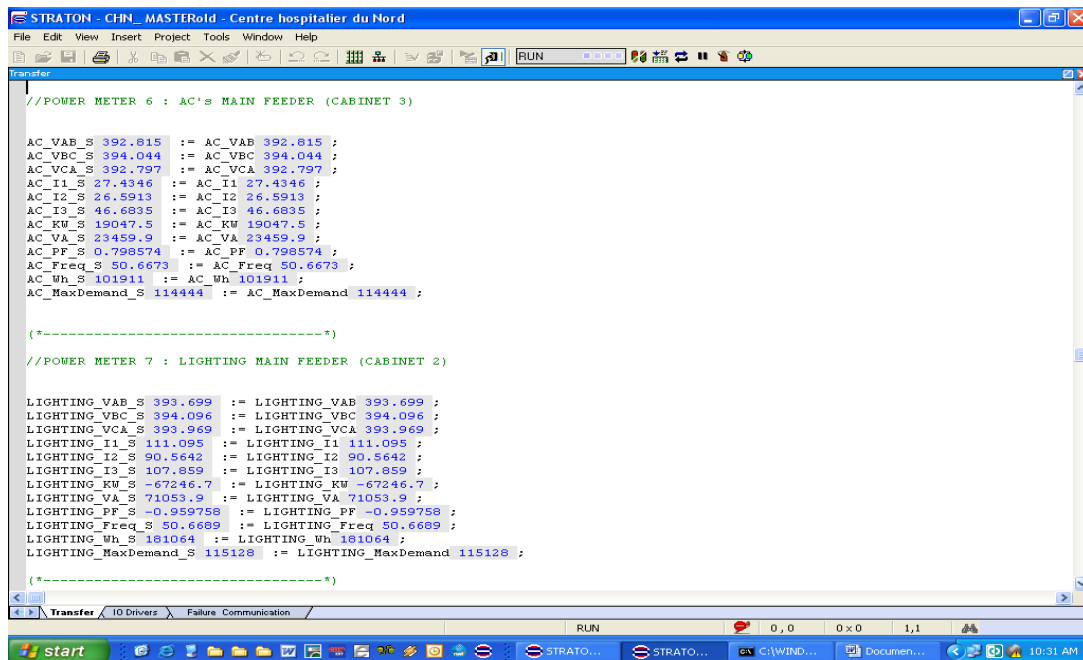 STRATON - CHN_ MASTERold - Centre hospitalier du Nord
File Edit View Insert Project Tools Window Help
RUN
Transfer
//POWER METER 6 : AC's MAIN FEEDER (CABINET 3)
AC_VAB_S 392.815 := AC_VAB 392.815 ;
AC_VBC_S 394.044 := AC_VBC 394.044 ;
AC_VCA_S 392.797 := AC_VCA 392.797 ;
AC_I1_S 27.4346 := AC_I1 27.4346 ;
AC_I2_S 26.5913 := AC_I2 26.5913 ;
AC_I3_S 46.6835 := AC_I3 46.6835 ;
AC_KW_S 19047.5 := AC_KW 19047.5 ;
AC_VA_S 23459.9 := AC_VA 23459.9 ;
AC_PF_S 0.798574 := AC_PF 0.798574 ;
AC_Freq_S 50.6673 := AC_Freq 50.6673 ;
AC_Wh_S 101911 := AC_Wh 101911 ;
AC_MaxDemand_S 114444 := AC_MaxDemand 114444 ;
(*---------------------------------*)
//POWER METER 7 : LIGHTING MAIN FEEDER (CABINET 2)
LIGHTING_VAB_S 393.699 := LIGHTING_VAB 393.699 ;
LIGHTING_VBC_S 394.096 := LIGHTING_VBC 394.096 ;
LIGHTING_VCA_S 393.969 := LIGHTING_VCA 393.969 ;
LIGHTING_I1_S 111.095 := LIGHTING_I1 111.095 ;
LIGHTING_I2_S 90.5642 := LIGHTING_I2 90.5642 ;
LIGHTING_I3_S 107.859 := LIGHTING_I3 107.859 ;
LIGHTING_KW_S -67246.7 := LIGHTING_KW -67246.7 ;
LIGHTING_VA_S 71053.9 := LIGHTING_VA 71053.9 ;
LIGHTING_PF_S -0.959758 := LIGHTING_PF -0.959758 ;
LIGHTING_Freq_S 50.6689 := LIGHTING_Freq 50.6689 ;
LIGHTING_Wh_S 181064 := LIGHTING_Wh 181064 ;
LIGHTING_MaxDemand_S 115128 := LIGHTING_MaxDemand 115128 ;
(*---------------------------------*)
Transfer IO Drivers Failure Communication
RUN 0 , 0 0 x 0 1,1
start STRATO... STRATO... C:\WIND... Documen... 10:31 AM